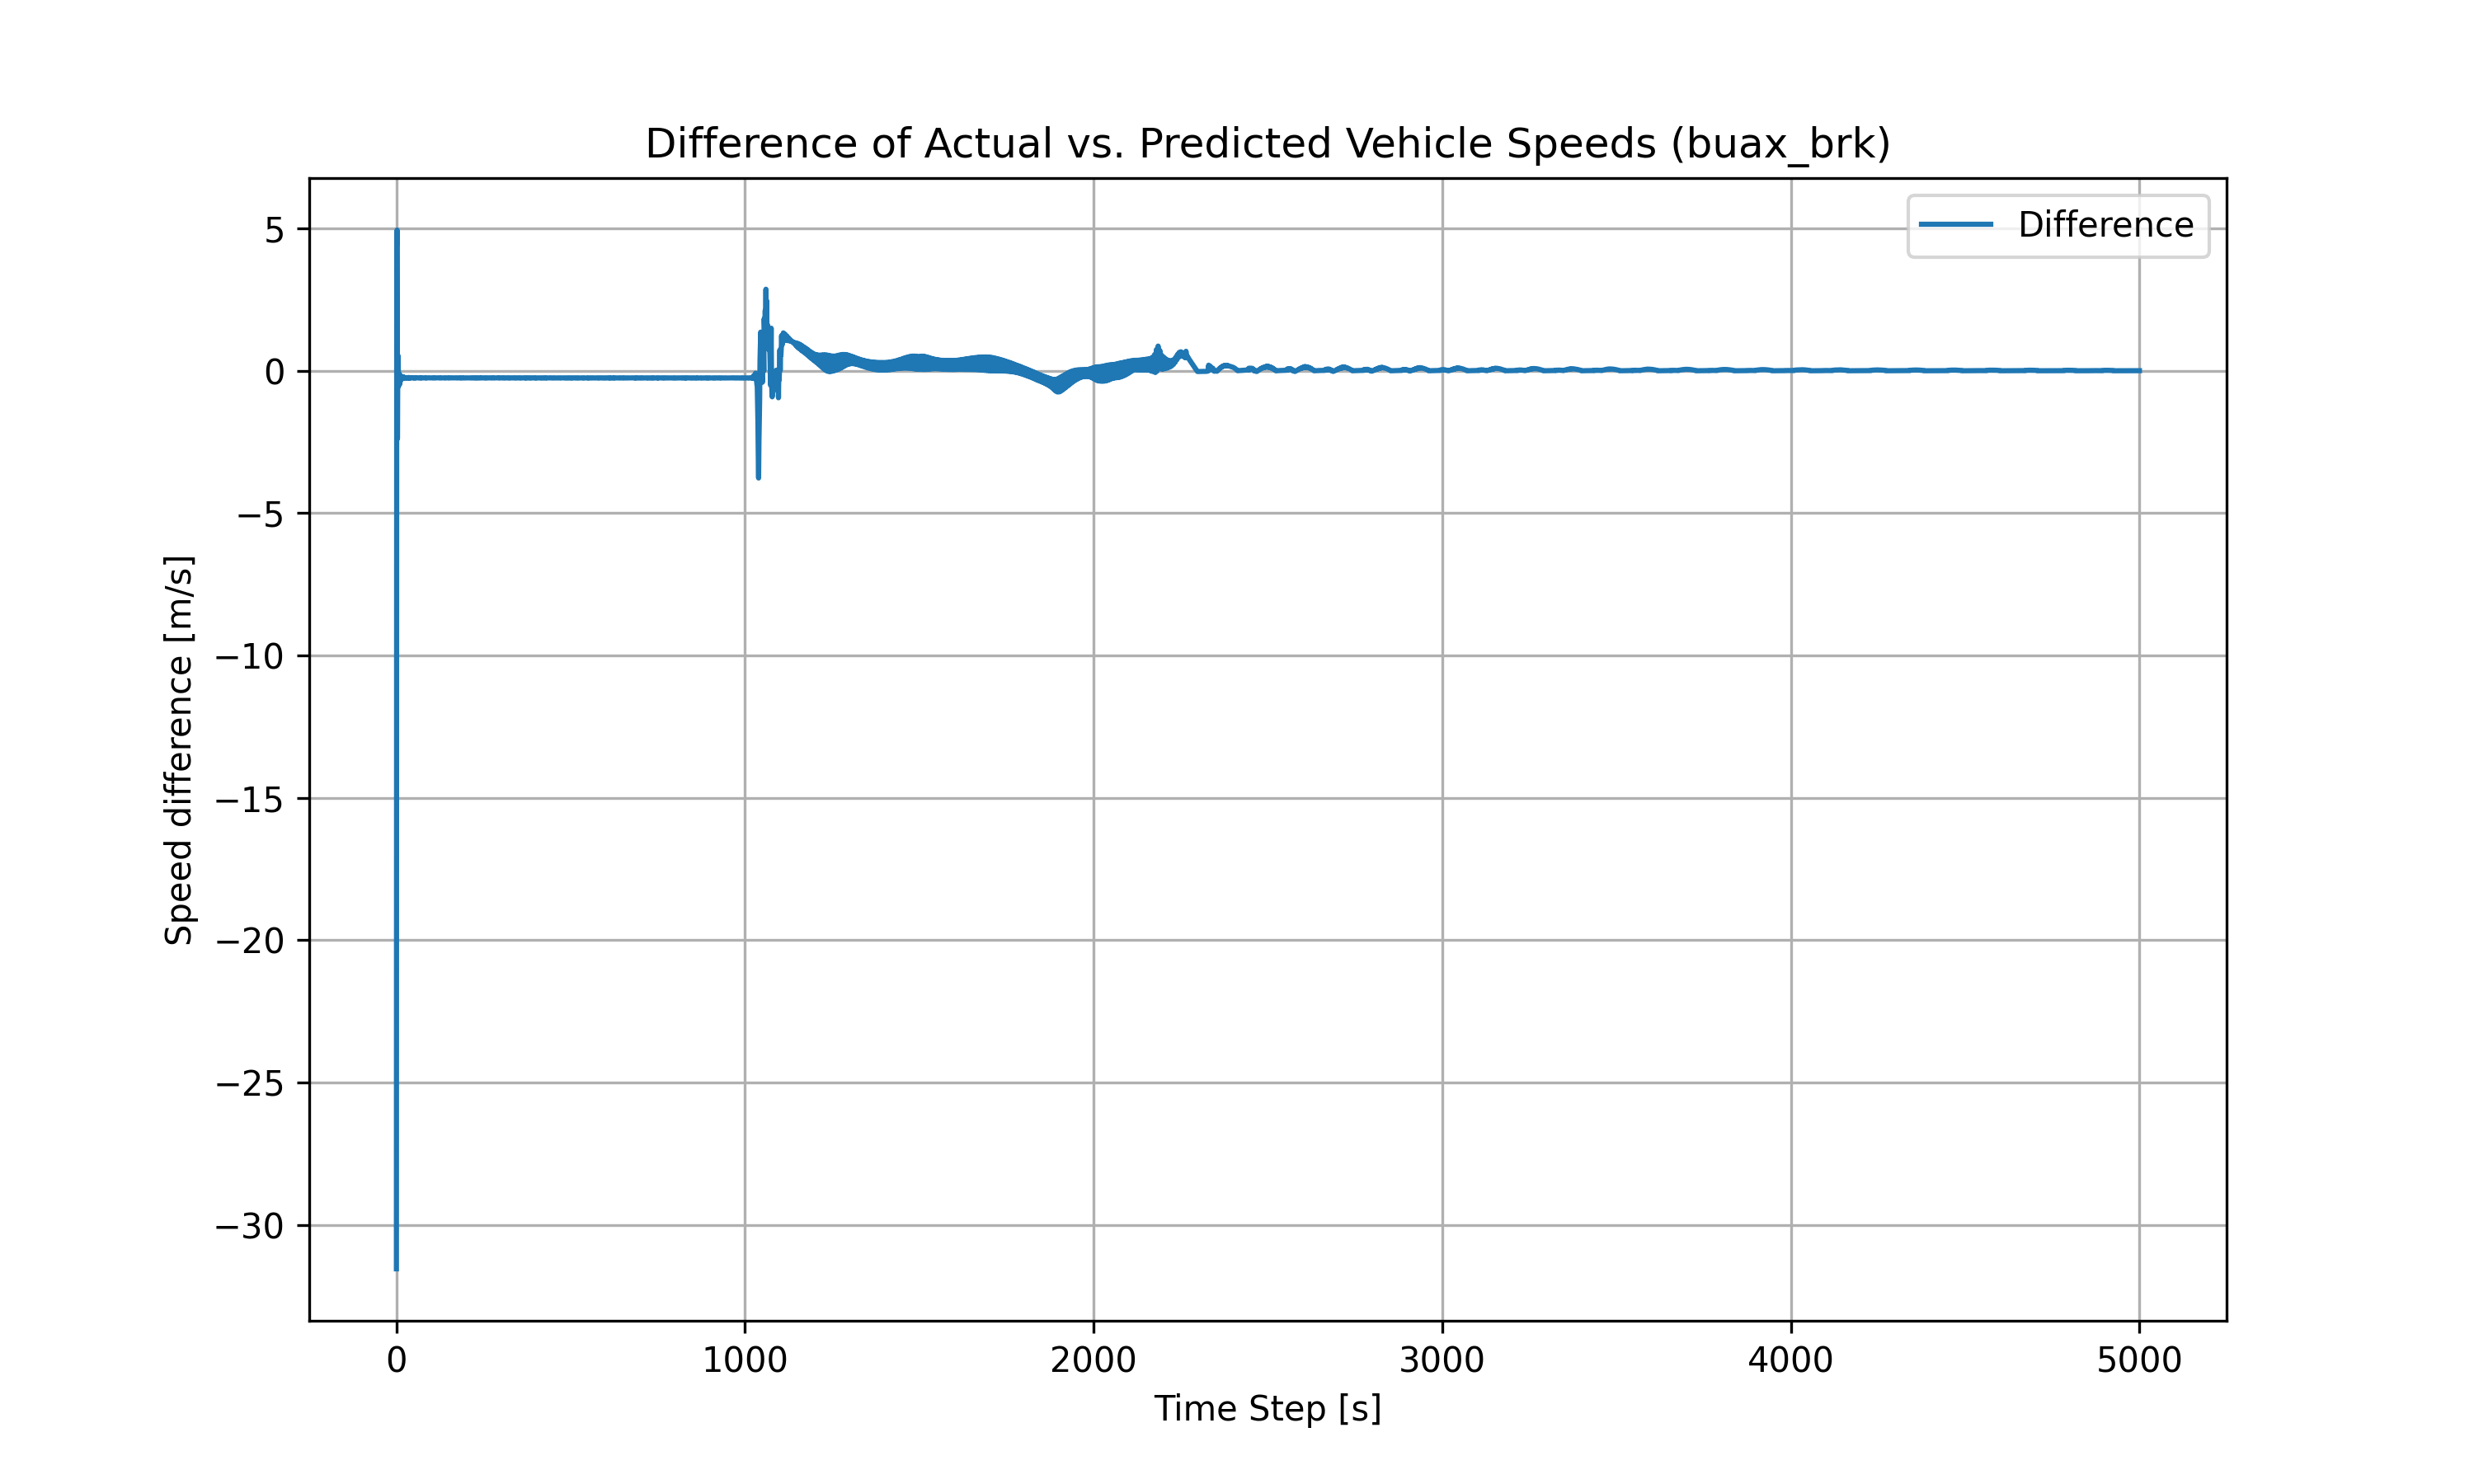 Difference of Actual vs. Predicted Vehicle Speeds (buax_brk)
Difference
5
0
−5
−10
−15
−20
−25
−30
Speed difference [m/s]
0 1000 2000 3000 4000 5000
Time Step [s]